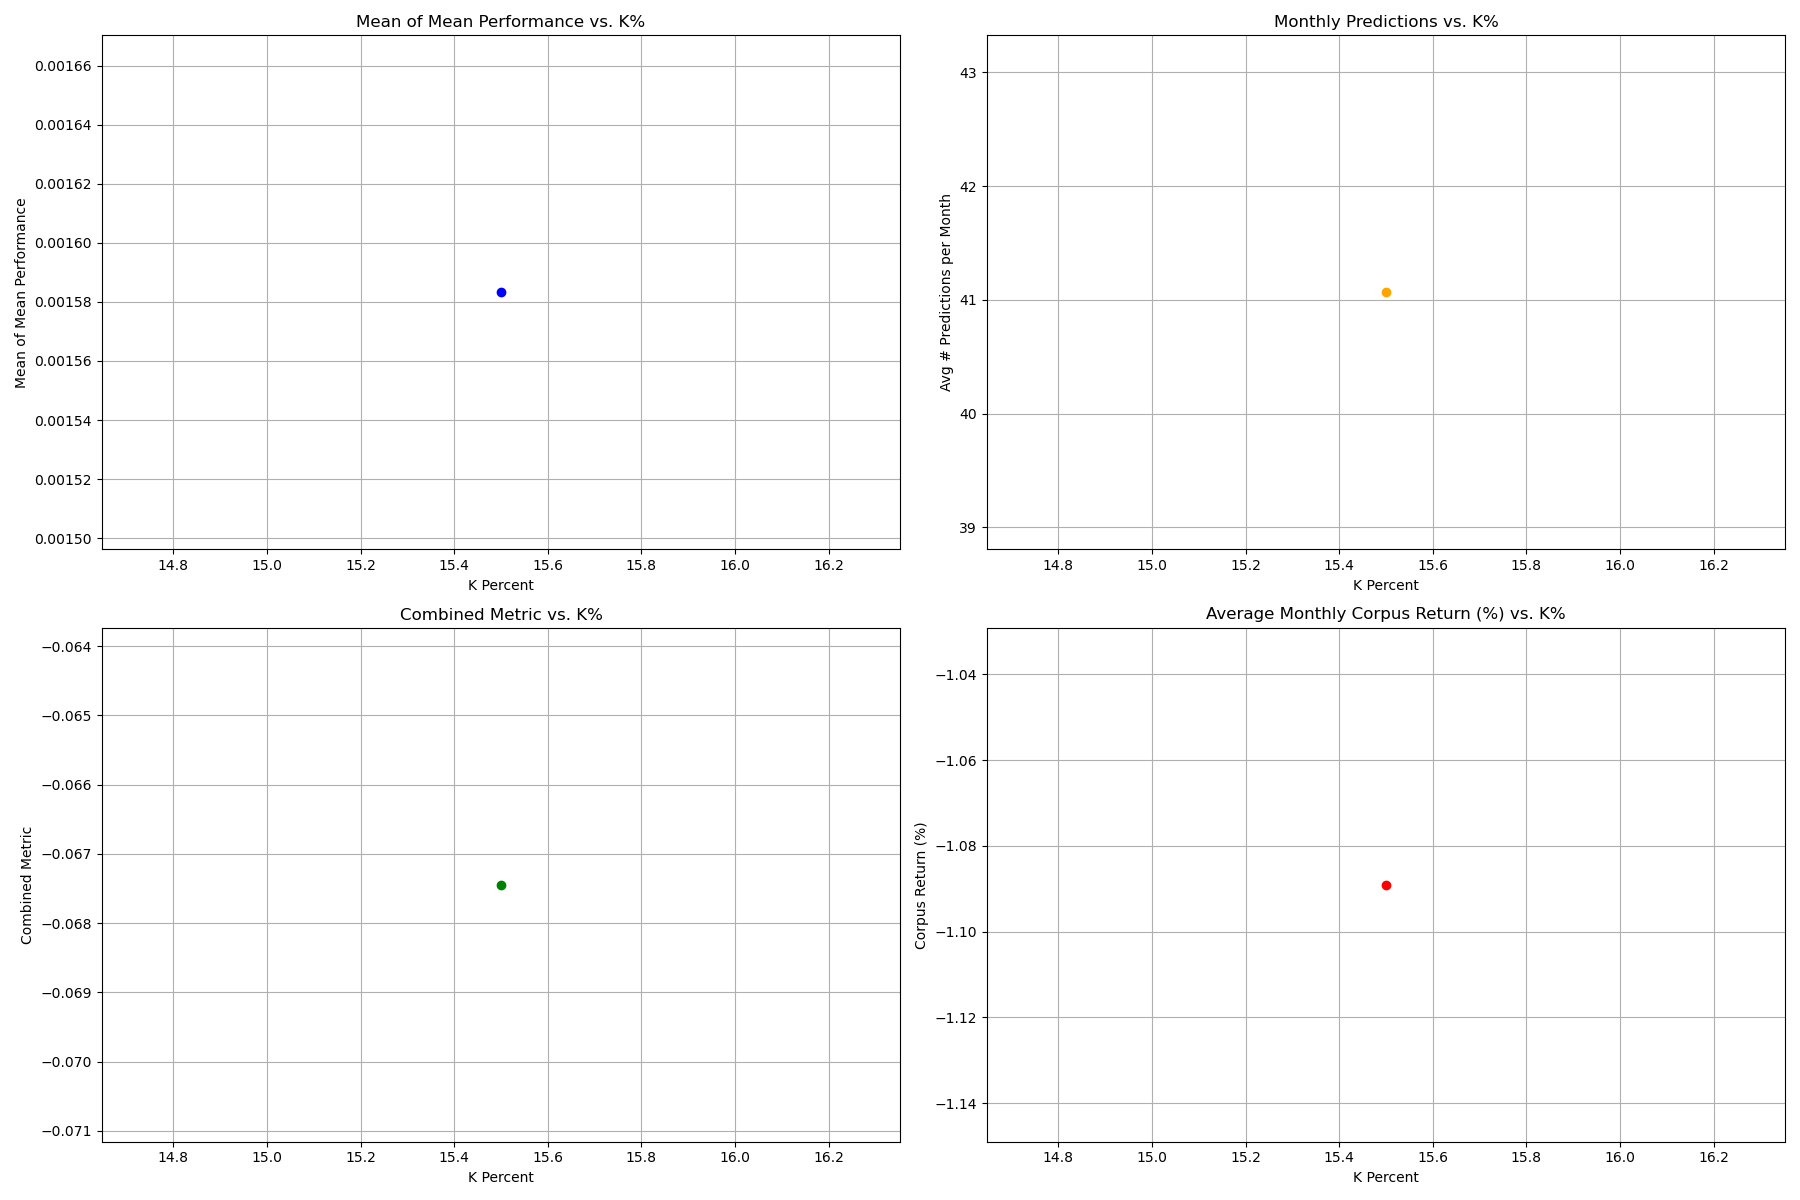 Mean of Mean Performance vs. K%
0.00166
0.00164
0.00162
0.00160
0.00158
0.00156
0.00154
0.00152
0.00150
Mean of Mean Performance
14.8 15.0 15.2 15.4 15.6 15.8 16.0 16.2
K Percent
Monthly Predictions vs. K%
43
42
41
40
39
Avg # Predictions per Month
14.8 15.0 15.2 15.4 15.6 15.8 16.0 16.2
K Percent
Combined Metric vs. K%
−0.064
−0.065
−0.066
−0.067
−0.068
−0.069
−0.070
−0.071
Combined Metric
14.8 15.0 15.2 15.4 15.6 15.8 16.0 16.2
K Percent
Average Monthly Corpus Return (%) vs. K%
−1.04
−1.06
−1.08
−1.10
−1.12
−1.14
Corpus Return (%)
14.8 15.0 15.2 15.4 15.6 15.8 16.0 16.2
K Percent